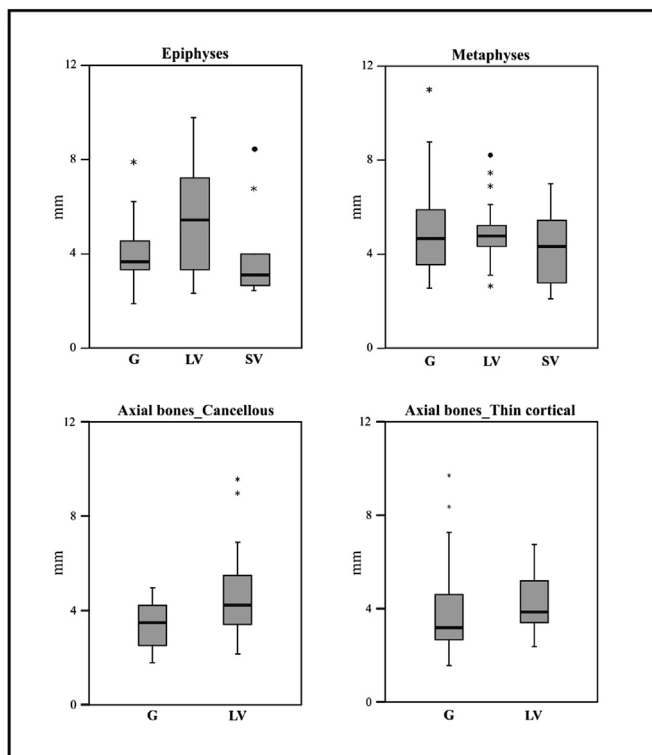 Epiphyses
12
8
4
0
mm
G LV SV
Metaphyses
12
8
4
0
mm
G LV SV
Axial bones_Cancellous
12
8
4
0
mm
G LV
Axial bones_Thin cortical
12
8
4
0
mm
G LV